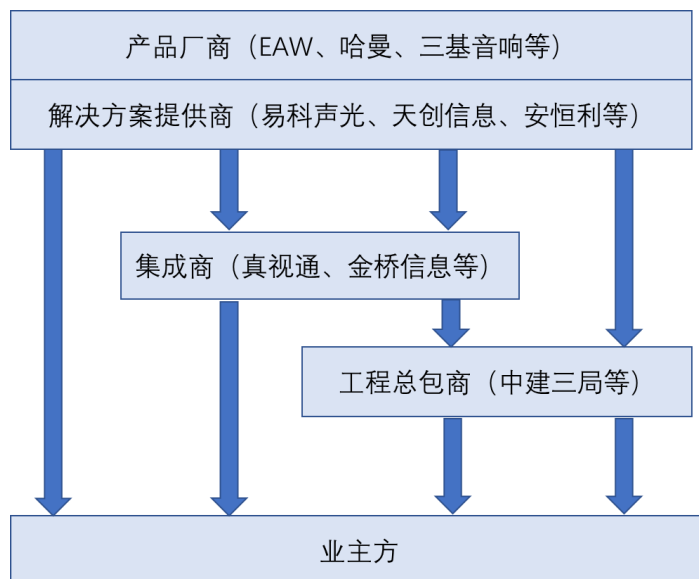 产品厂商（EAW、哈曼、三基音响等）
解决方案提供商（易科声光、天创信息、安恒利等）
集成商（真视通、金桥信息等）
工程总包商（中建三局等）
业主方